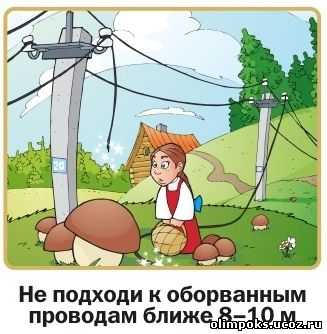 20
Не подходи к оборванным
проводам ближе 8–10 м
olimpoks.ucoz.ru